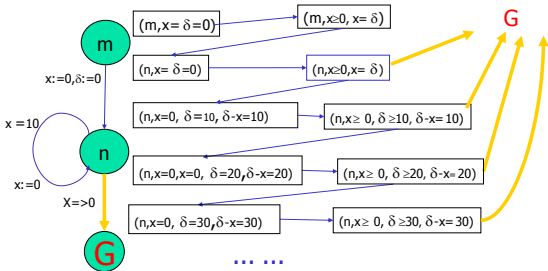 m
x:=0,δ:=0
x =10
n
x:=0
X=>0
G
(m,x= δ=0)
(m,x≥0, x= δ)
(n,x= δ=0)
(n,x≥0,x= δ)
(n,x=0, δ=10, δ-x=10)
(n,x≥ 0, δ≥10, δ-x= 10)
(n,x=0,x=0, δ=20,δ-x=20)
(n,x≥ 0, δ≥20, δ-x= 20)
(n,x=0, δ=30,δ-x=30)
(n,x≥ 0, δ≥30, δ-x= 30)
... ...
G